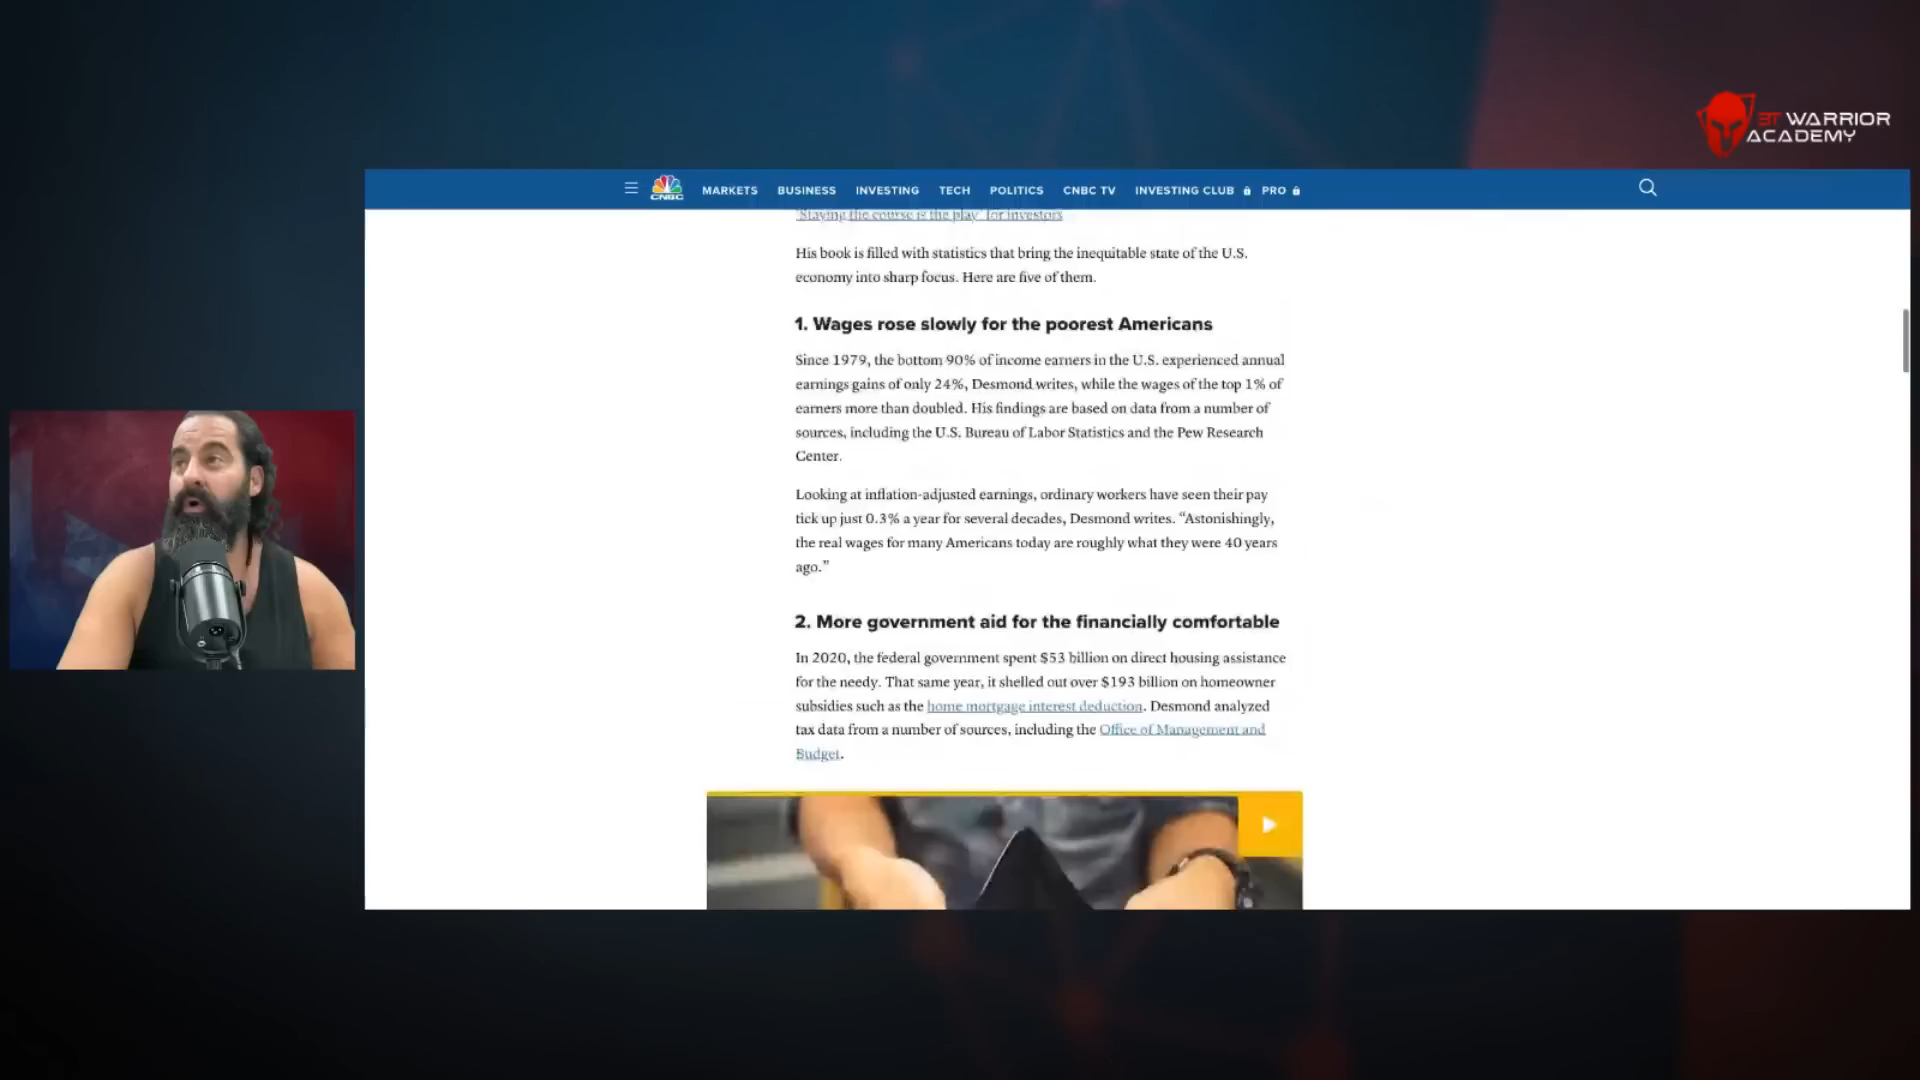 3T WARRIOR
ACADEMY
CNBC
MARKETS BUSINESS INVESTING TECH POLITICS CNBC TV INVESTING CLUB PRO
'Staying the course is the play' for investors
His book is filled with statistics that bring the inequitable state of the U.S.
economy into sharp focus. Here are five of them.
1. Wages rose slowly for the poorest Americans
Since 1979, the bottom 90% of income earners in the U.S. experienced annual
earnings gains of only 24%, Desmond writes, while the wages of the top 1% of
earners more than doubled. His findings are based on data from a number of
sources, including the U.S. Bureau of Labor Statistics and the Pew Research
Center.
Looking at inflation-adjusted earnings, ordinary workers have seen their pay
tick up just 0.3% a year for several decades, Desmond writes. “Astonishingly,
the real wages for many Americans today are roughly what they were 40 years
ago.”
2. More government aid for the financially comfortable
In 2020, the federal government spent $53 billion on direct housing assistance
for the needy. That same year, it shelled out over $193 billion on homeowner
subsidies such as the home mortgage interest deduction. Desmond analyzed
tax data from a number of sources, including the Office of Management and
Budget.